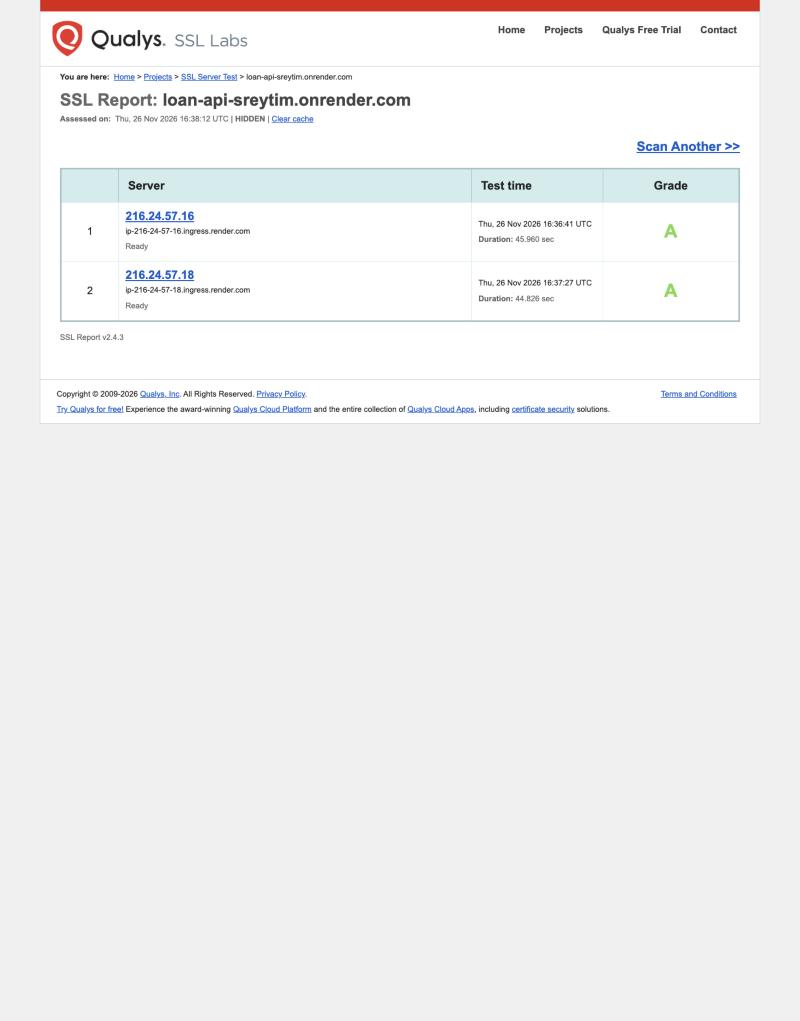 Qualys. SSL Labs
Home Projects Qualys Free Trial Contact
You are here: Home > Projects > SSL Server Test > loan-api-sreytim.onrender.com
SSL Report: loan-api-sreytim.onrender.com
Assessed on: Thu, 26 Nov 2026 16:38:12 UTC | HIDDEN | Clear cache
Scan Another >>
Server Test time Grade
1
216.24.57.16
ip-216-24-57-16.ingress.render.com
Ready
Thu, 26 Nov 2026 16:36:41 UTC
Duration: 45.960 sec
A
2
216.24.57.18
ip-216-24-57-18.ingress.render.com
Ready
Thu, 26 Nov 2026 16:37:27 UTC
Duration: 44.826 sec
A
SSL Report v2.4.3
Copyright © 2009-2026 Qualys, Inc. All Rights Reserved. Privacy Policy. Terms and Conditions
Try Qualys for free! Experience the award-winning Qualys Cloud Platform and the entire collection of Qualys Cloud Apps, including certificate security solutions.